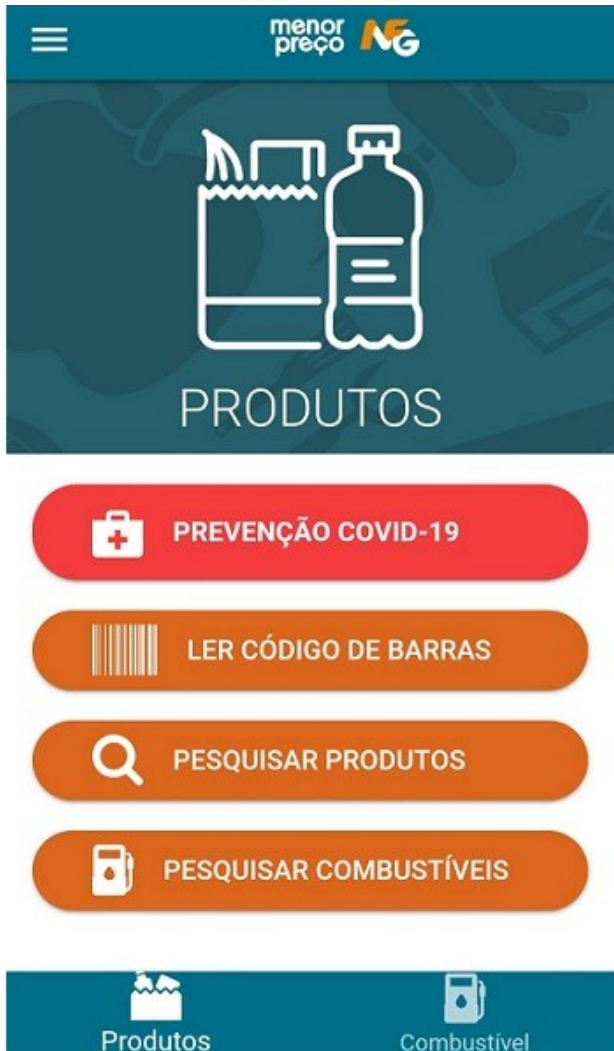 menor
preço NFG
PRODUTOS
PREVENÇÃO COVID-19
LER CÓDIGO DE BARRAS
PESQUISAR PRODUTOS
PESQUISAR COMBUSTÍVEIS
Produtos Combustível